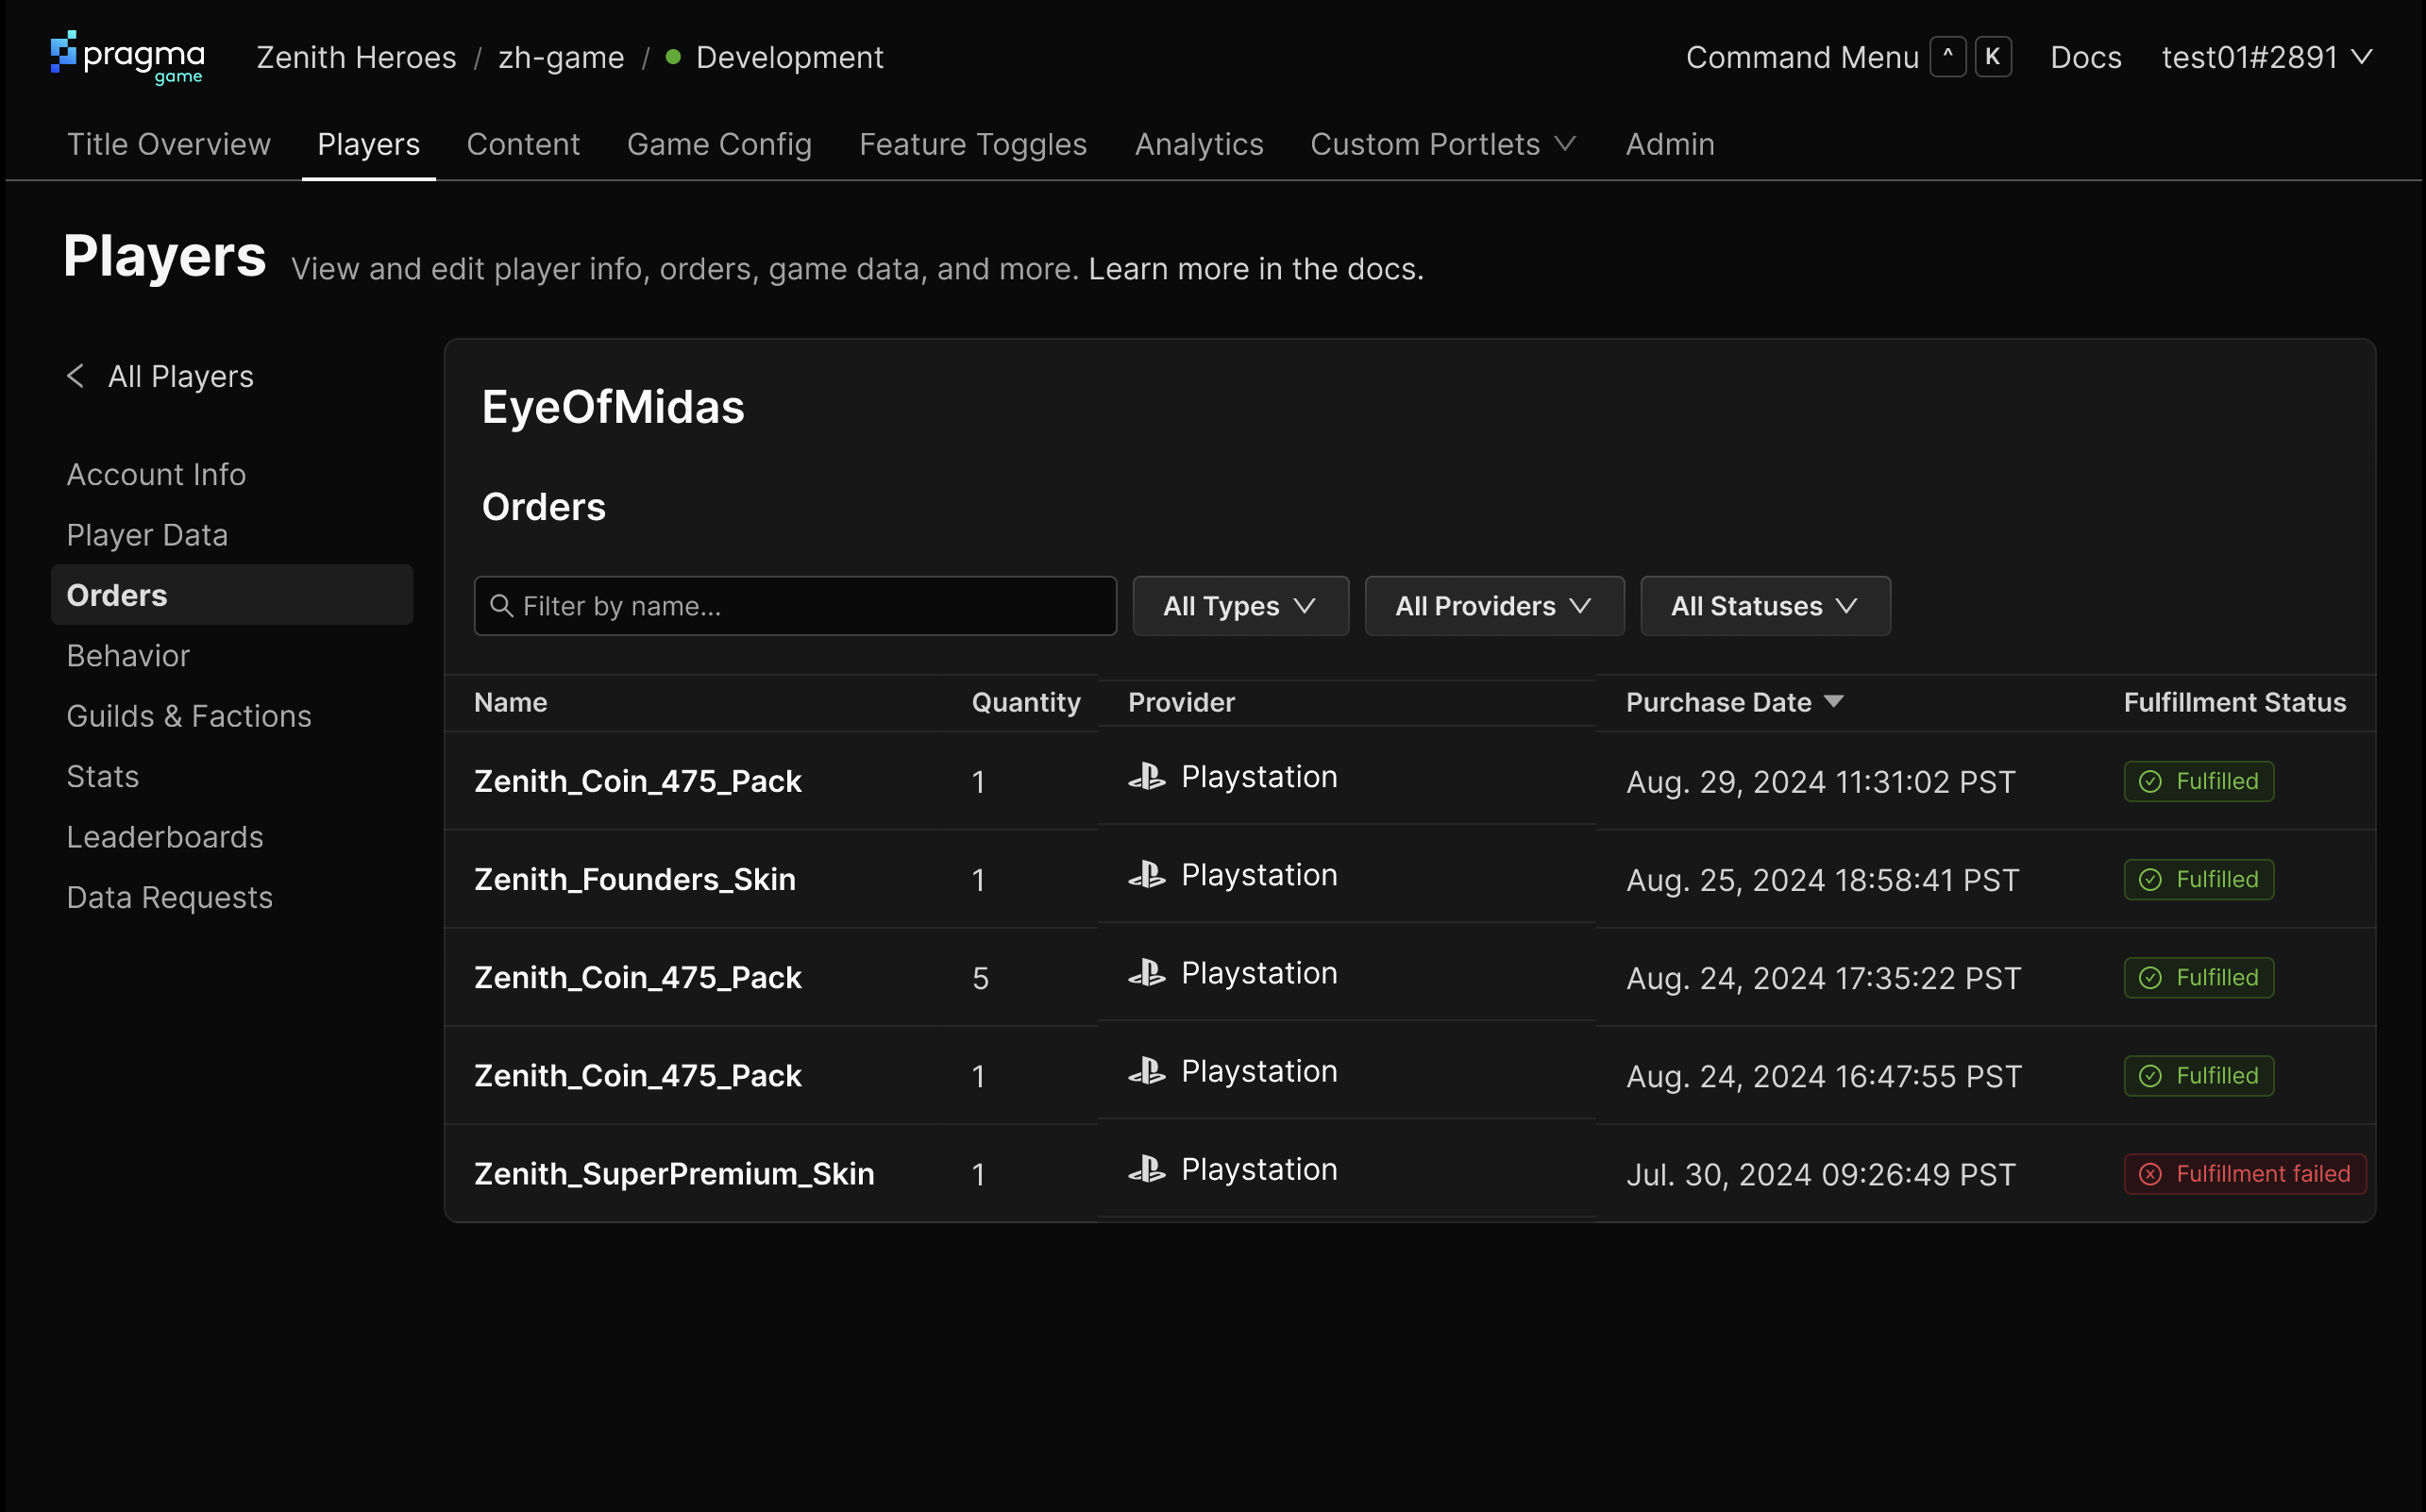 pragma game Zenith Heroes / zh-game / Development Command Menu ^ K Docs test01#2891
Title Overview Players Content Game Config Feature Toggles Analytics Custom Portlets Admin
Players View and edit player info, orders, game data, and more. Learn more in the docs.
All Players
Account Info
Player Data
Orders
Behavior
Guilds & Factions
Stats
Leaderboards
Data Requests
EyeOfMidas
Orders
Filter by name... All Types All Providers All Statuses
Name Quantity Provider Purchase Date Fulfillment Status
Zenith_Coin_475_Pack 1 Playstation Aug. 29, 2024 11:31:02 PST Fulfilled
Zenith_Founders_Skin 1 Playstation Aug. 25, 2024 18:58:41 PST Fulfilled
Zenith_Coin_475_Pack 5 Playstation Aug. 24, 2024 17:35:22 PST Fulfilled
Zenith_Coin_475_Pack 1 Playstation Aug. 24, 2024 16:47:55 PST Fulfilled
Zenith_SuperPremium_Skin 1 Playstation Jul. 30, 2024 09:26:49 PST Fulfillment failed